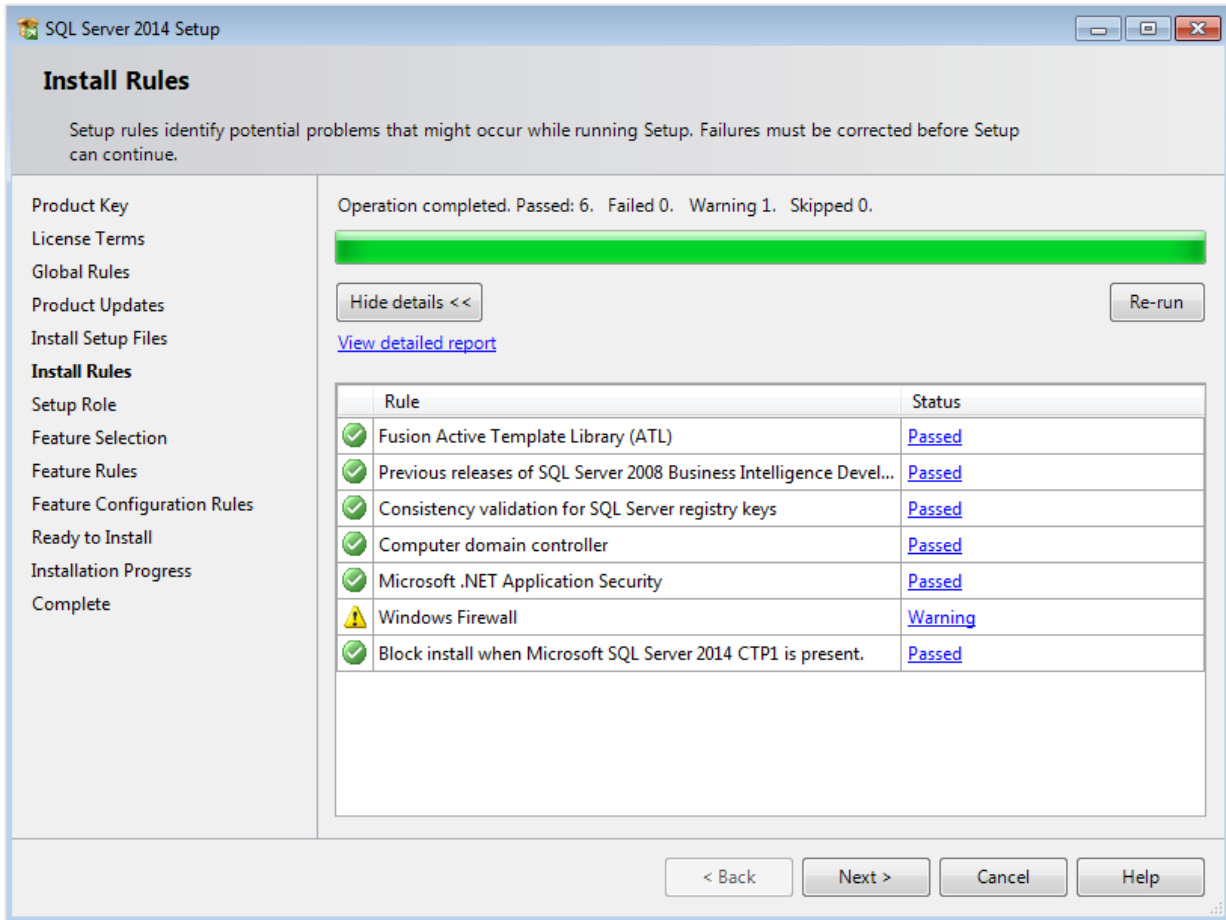 SQL Server 2014 Setup
Install Rules
Setup rules identify potential problems that might occur while running Setup. Failures must be corrected before Setup
can continue.
Product Key
License Terms
Global Rules
Product Updates
Install Setup Files
Install Rules
Setup Role
Feature Selection
Feature Rules
Feature Configuration Rules
Ready to Install
Installation Progress
Complete
Operation completed. Passed: 6.   Failed 0.   Warning 1.   Skipped 0.
Hide details << Re-run
View detailed report
Rule Status
Fusion Active Template Library (ATL) Passed
Previous releases of SQL Server 2008 Business Intelligence Devel... Passed
Consistency validation for SQL Server registry keys Passed
Computer domain controller Passed
Microsoft .NET Application Security Passed
Windows Firewall Warning
Block install when Microsoft SQL Server 2014 CTP1 is present. Passed
< Back Next > Cancel Help